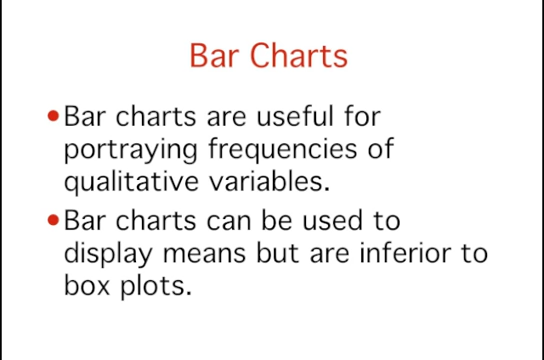 Bar Charts
•Bar charts are useful for
portraying frequencies of
qualitative variables.
•Bar charts can be used to
display means but are inferior to
box plots.